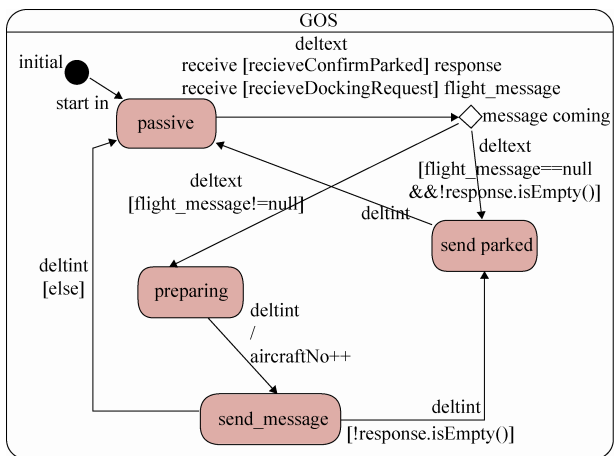 GOS
initial
deltext
receive [recieveConfirmParked] response
receive [recieveDockingRequest] flight_message
start in
passive
message coming
deltext
[flight_message==null
&&!response.isEmpty()]
deltext
[flight_message!=null]
deltint
send parked
deltint
[else]
preparing
deltint
/
aircraftNo++
send_message
deltint
[!response.isEmpty()]